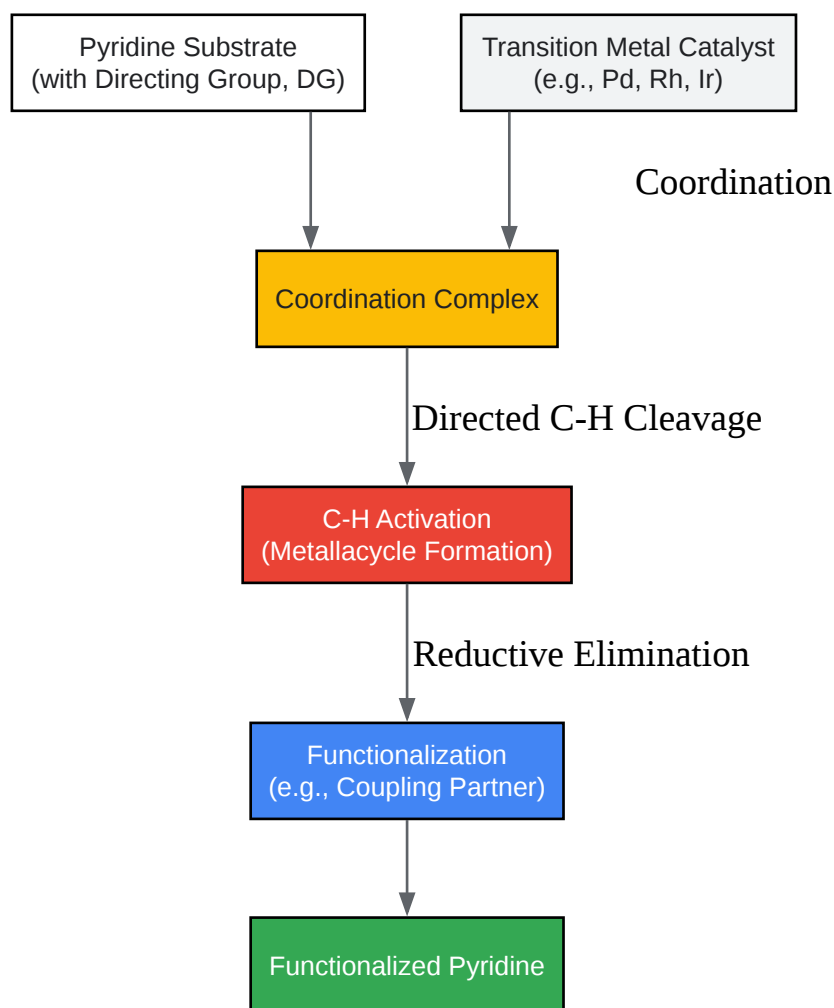 Pyridine Substrate
(with Directing Group, DG)
Transition Metal Catalyst
(e.g., Pd, Rh, Ir)
Coordination
Coordination Complex
Directed C-H Cleavage
C-H Activation
(Metallacycle Formation)
Reductive Elimination
Functionalization
(e.g., Coupling Partner)
Functionalized Pyridine